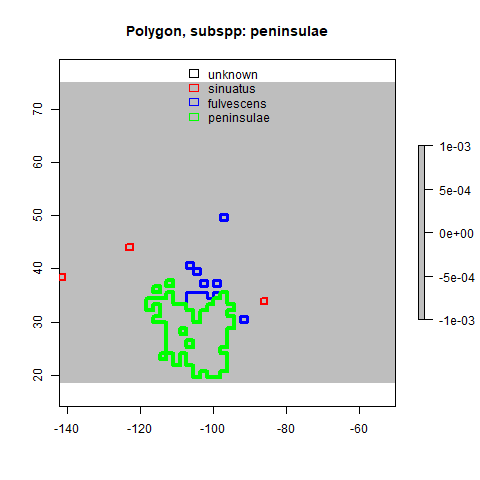 Polygon, subspp: peninsulae
unknown
sinuatus
fulvescens
peninsulae
70
60
50
40
30
20
-140
-120
-100
-80
-60
1e-03
5e-04
0e+00
-5e-04
-1e-03